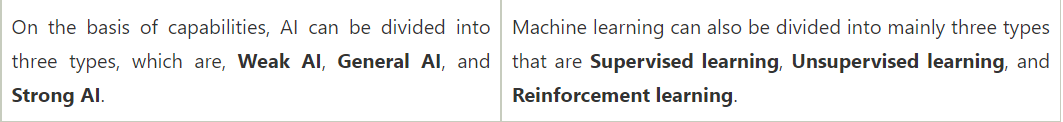 On the basis of capabilities, AI can be divided into
three types, which are, Weak AI, General AI, and
Strong AI.
Machine learning can also be divided into mainly three types
that are Supervised learning, Unsupervised learning, and
Reinforcement learning.